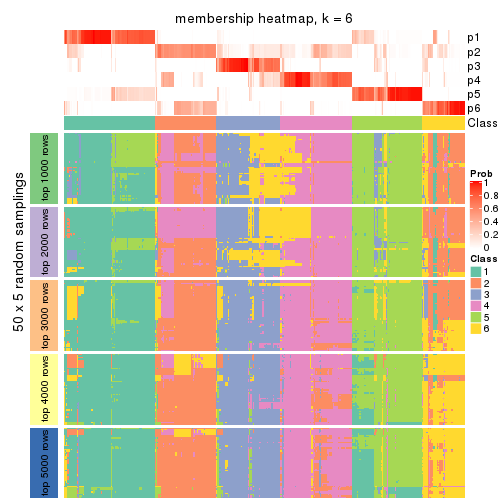 membership heatmap, k = 6
p1
p2
p3
p4
p5
p6
Class
50 x 5 random samplings
top 1000 rows
top 2000 rows
top 3000 rows
top 4000 rows
top 5000 rows
Prob
1
0.8
0.6
0.4
0.2
0
Class
1
2
3
4
5
6